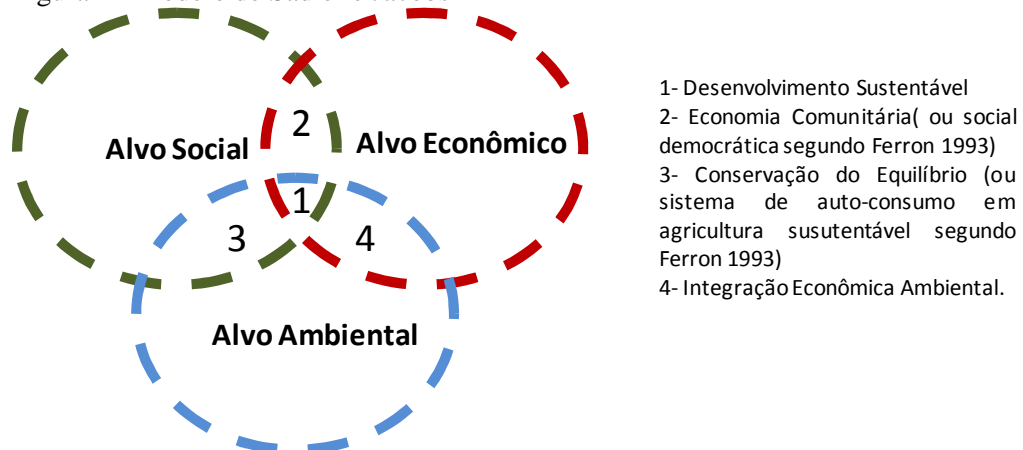 2
1- Desenvolvimento Sustentável
2- Economia Comunitária( ou social
democrática segundo Ferron 1993)
3- Conservação do Equilíbrio (ou
sistema de auto-consumo em
agricultura susutentável segundo
Ferron 1993)
4- Integração Econômica Ambiental.
Alvo Social
Alvo Econômico
1
3
4
Alvo Ambiental